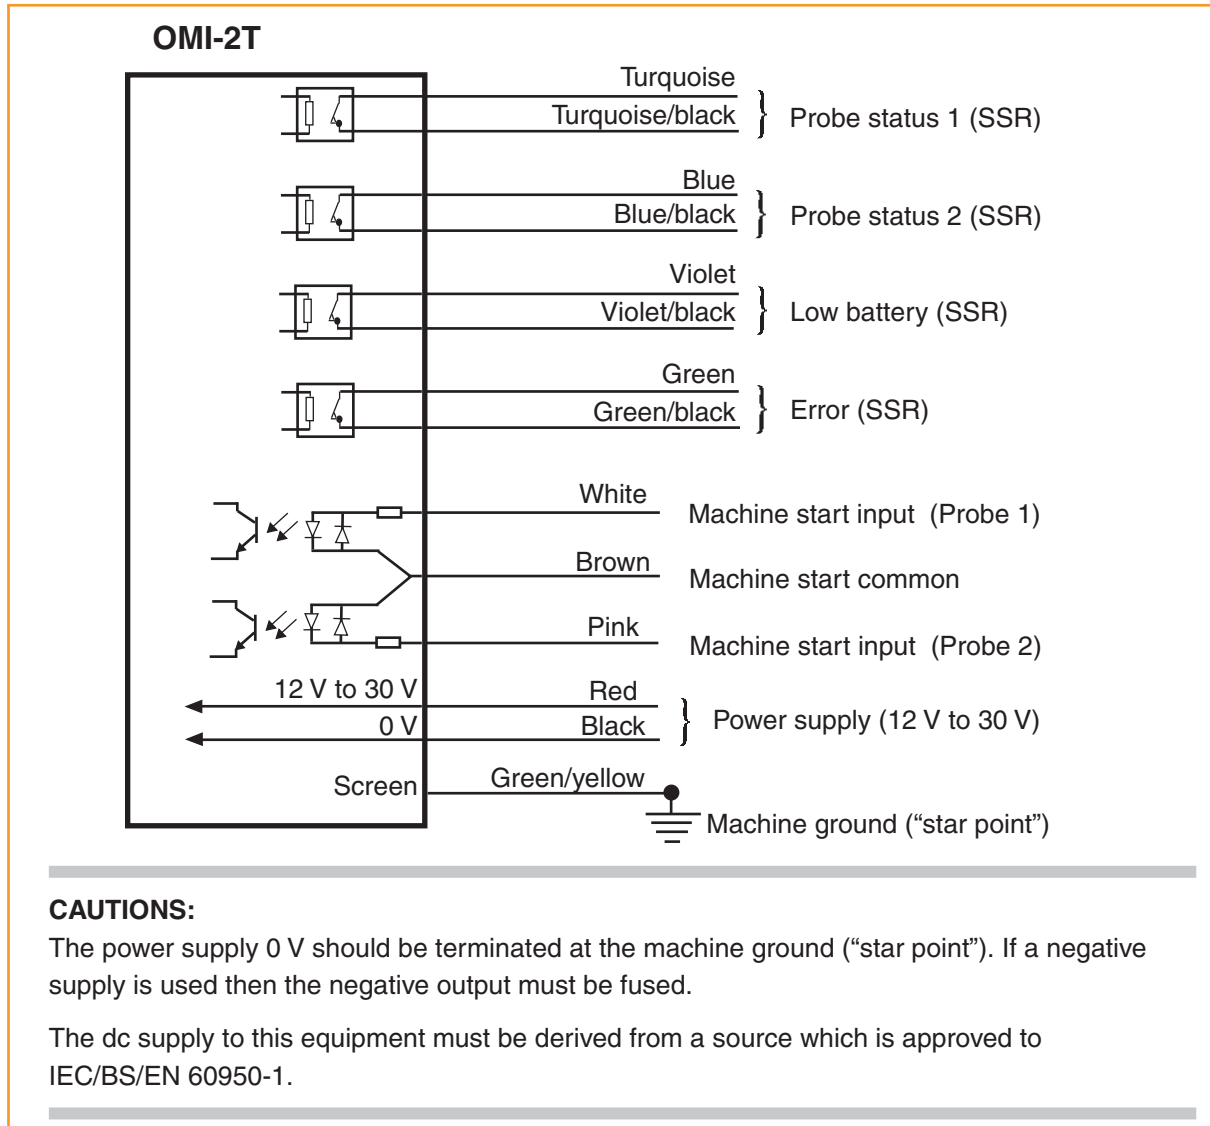 OMI-2T
Turquoise
Turquoise/black
Probe status 1 (SSR)
Blue
Blue/black
Probe status 2 (SSR)
Violet
Violet/black
Low battery (SSR)
Green
Green/black
Error (SSR)
White
Machine start input (Probe 1)
Brown
Machine start common
Pink
Machine start input (Probe 2)
12 V to 30 V
Red
0 V
Black
Power supply (12 V to 30 V)
Screen
Green/yellow
Machine ground (“star point”)
CAUTIONS:
The power supply 0 V should be terminated at the machine ground (“star point”). If a negative
supply is used then the negative output must be fused.
The dc supply to this equipment must be derived from a source which is approved to
IEC/BS/EN 60950-1.